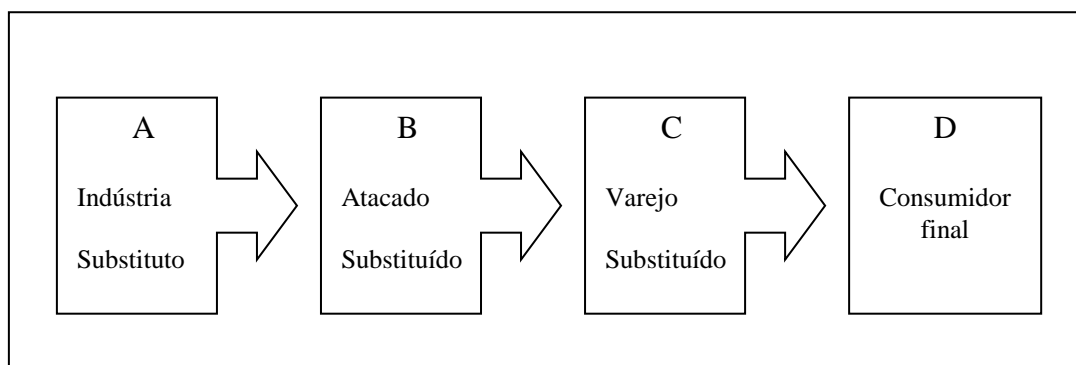 A
Indústria
Substituto
B
Atacado
Substituído
C
Varejo
Substituído
D
Consumidor
final